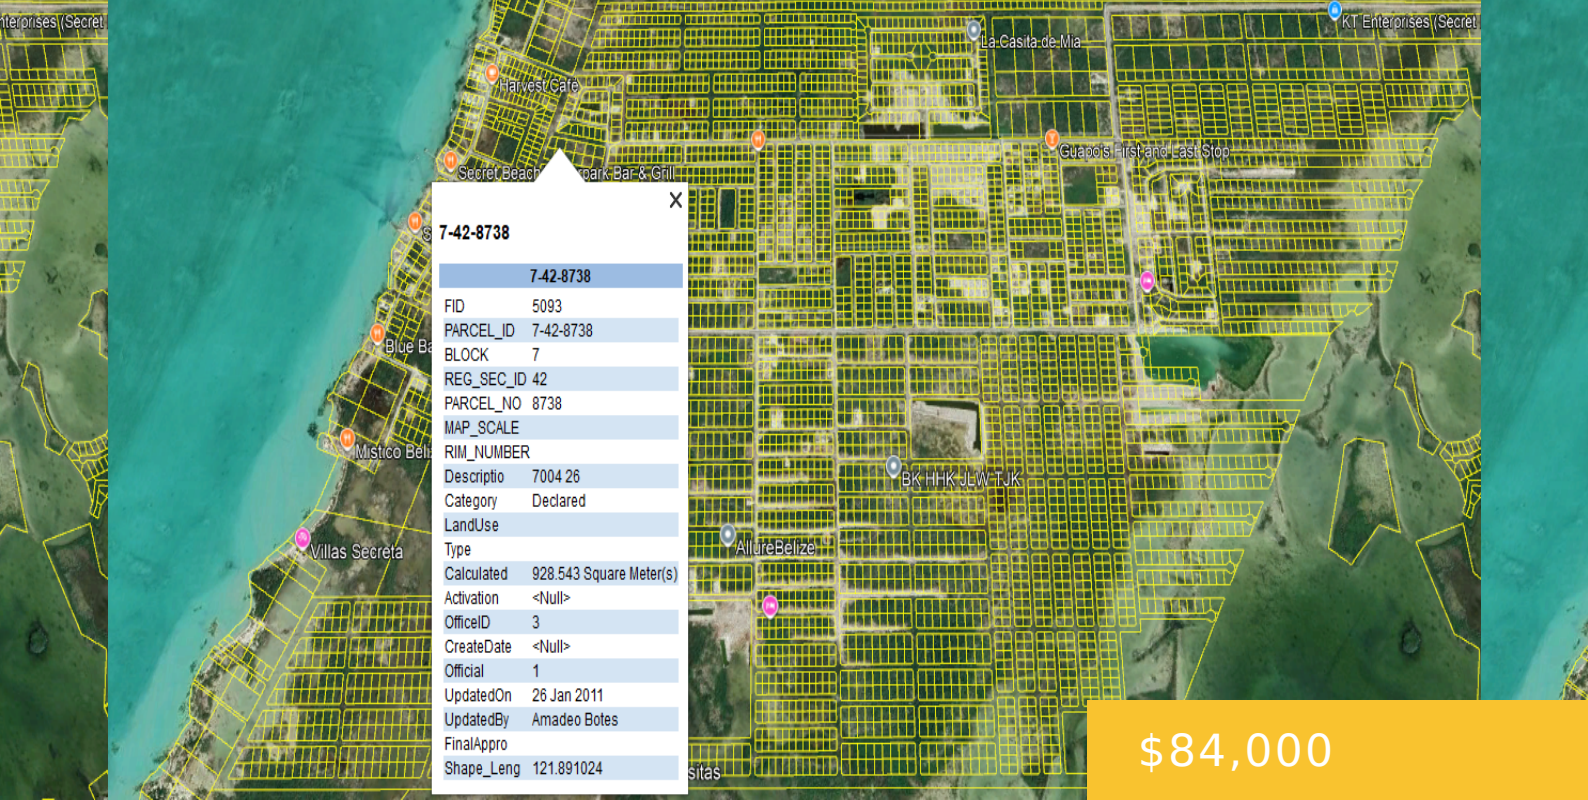 nterprises (Secret
La Casita de Mia
KT Enterprises (Secret
Harvest Cafe
Guapo's First and Last Stop
Secret Beach
rpark Bar & Grill
S
7-42-8738
7-42-8738
FID 5093
PARCEL_ID 7-42-8738
BLOCK 7
REG_SEC_ID 42
PARCEL_NO 8738
MAP_SCALE
RIM_NUMBER
Descriptio 7004 26
Category Declared
LandUse
Type
Calculated 928.543 Square Meter(s)
Activation <Null>
OfficeID 3
CreateDate <Null>
Official 1
UpdatedOn 26 Jan 2011
UpdatedBy Amadeo Botes
FinalAppro
Shape_Leng 121.891024
Blue Ba
Mistico Beli
BK HHK JLW TJK
Villas Secreta
AllureBelize
sitas
$84,000